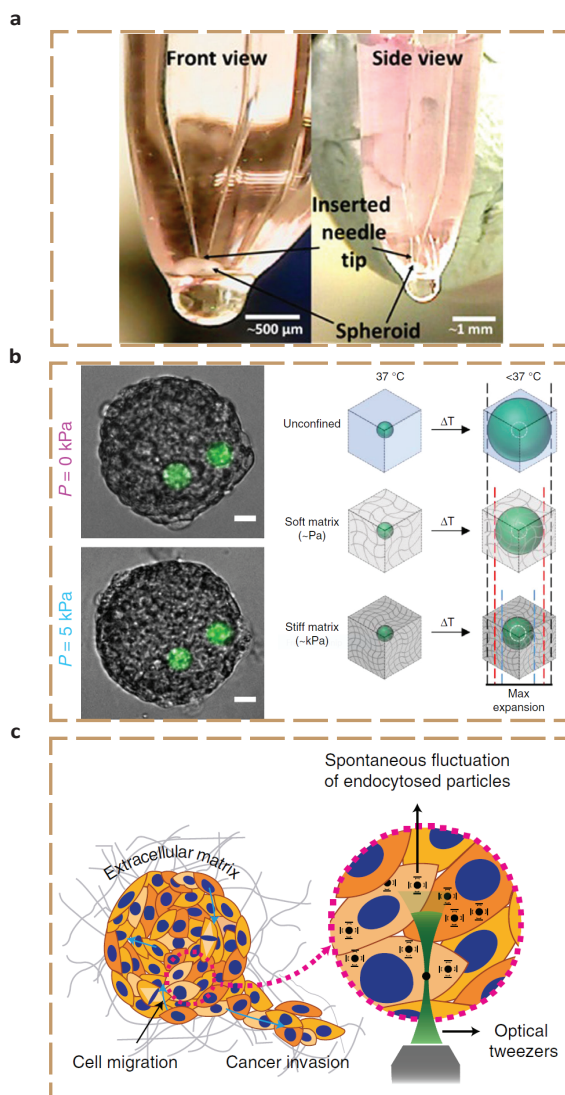 a
Front view
Side view
Inserted
needle
tip
Spheroid
~500 µm
~1 mm
b
P = 0 kPa
P = 5 kPa
37 °C
<37 °C
Unconfined
ΔT
Soft matrix
(~Pa)
ΔT
Stiff matrix
(~kPa)
ΔT
Max
expansion
c
Spontaneous fluctuation
of endocytosed particles
Extracellular matrix
Cell migration
Cancer invasion
Optical
tweezers